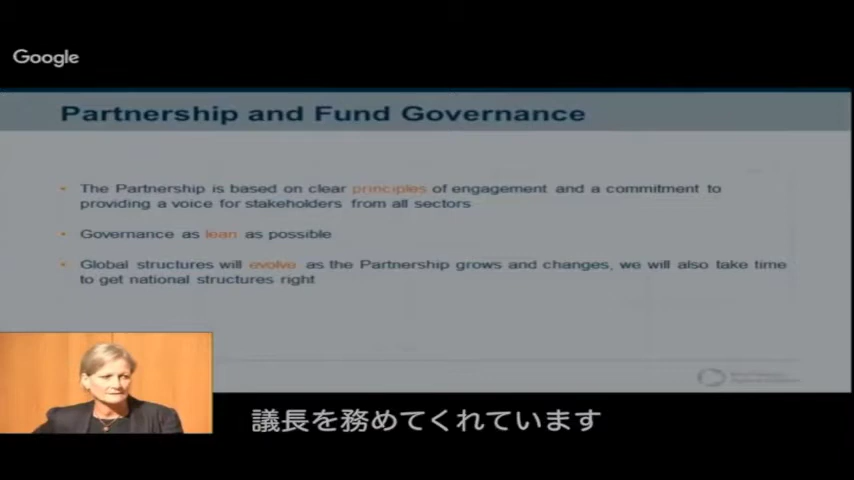 Google
Partnership and Fund Governance
• The Partnership is based on clear principles of engagement and a commitment to
providing a voice for stakeholders from all sectors
• Governance as lean as possible
• Global structures will evolve as the Partnership grows and changes, we will also take time
to get national structures right
議長を務めてくれています